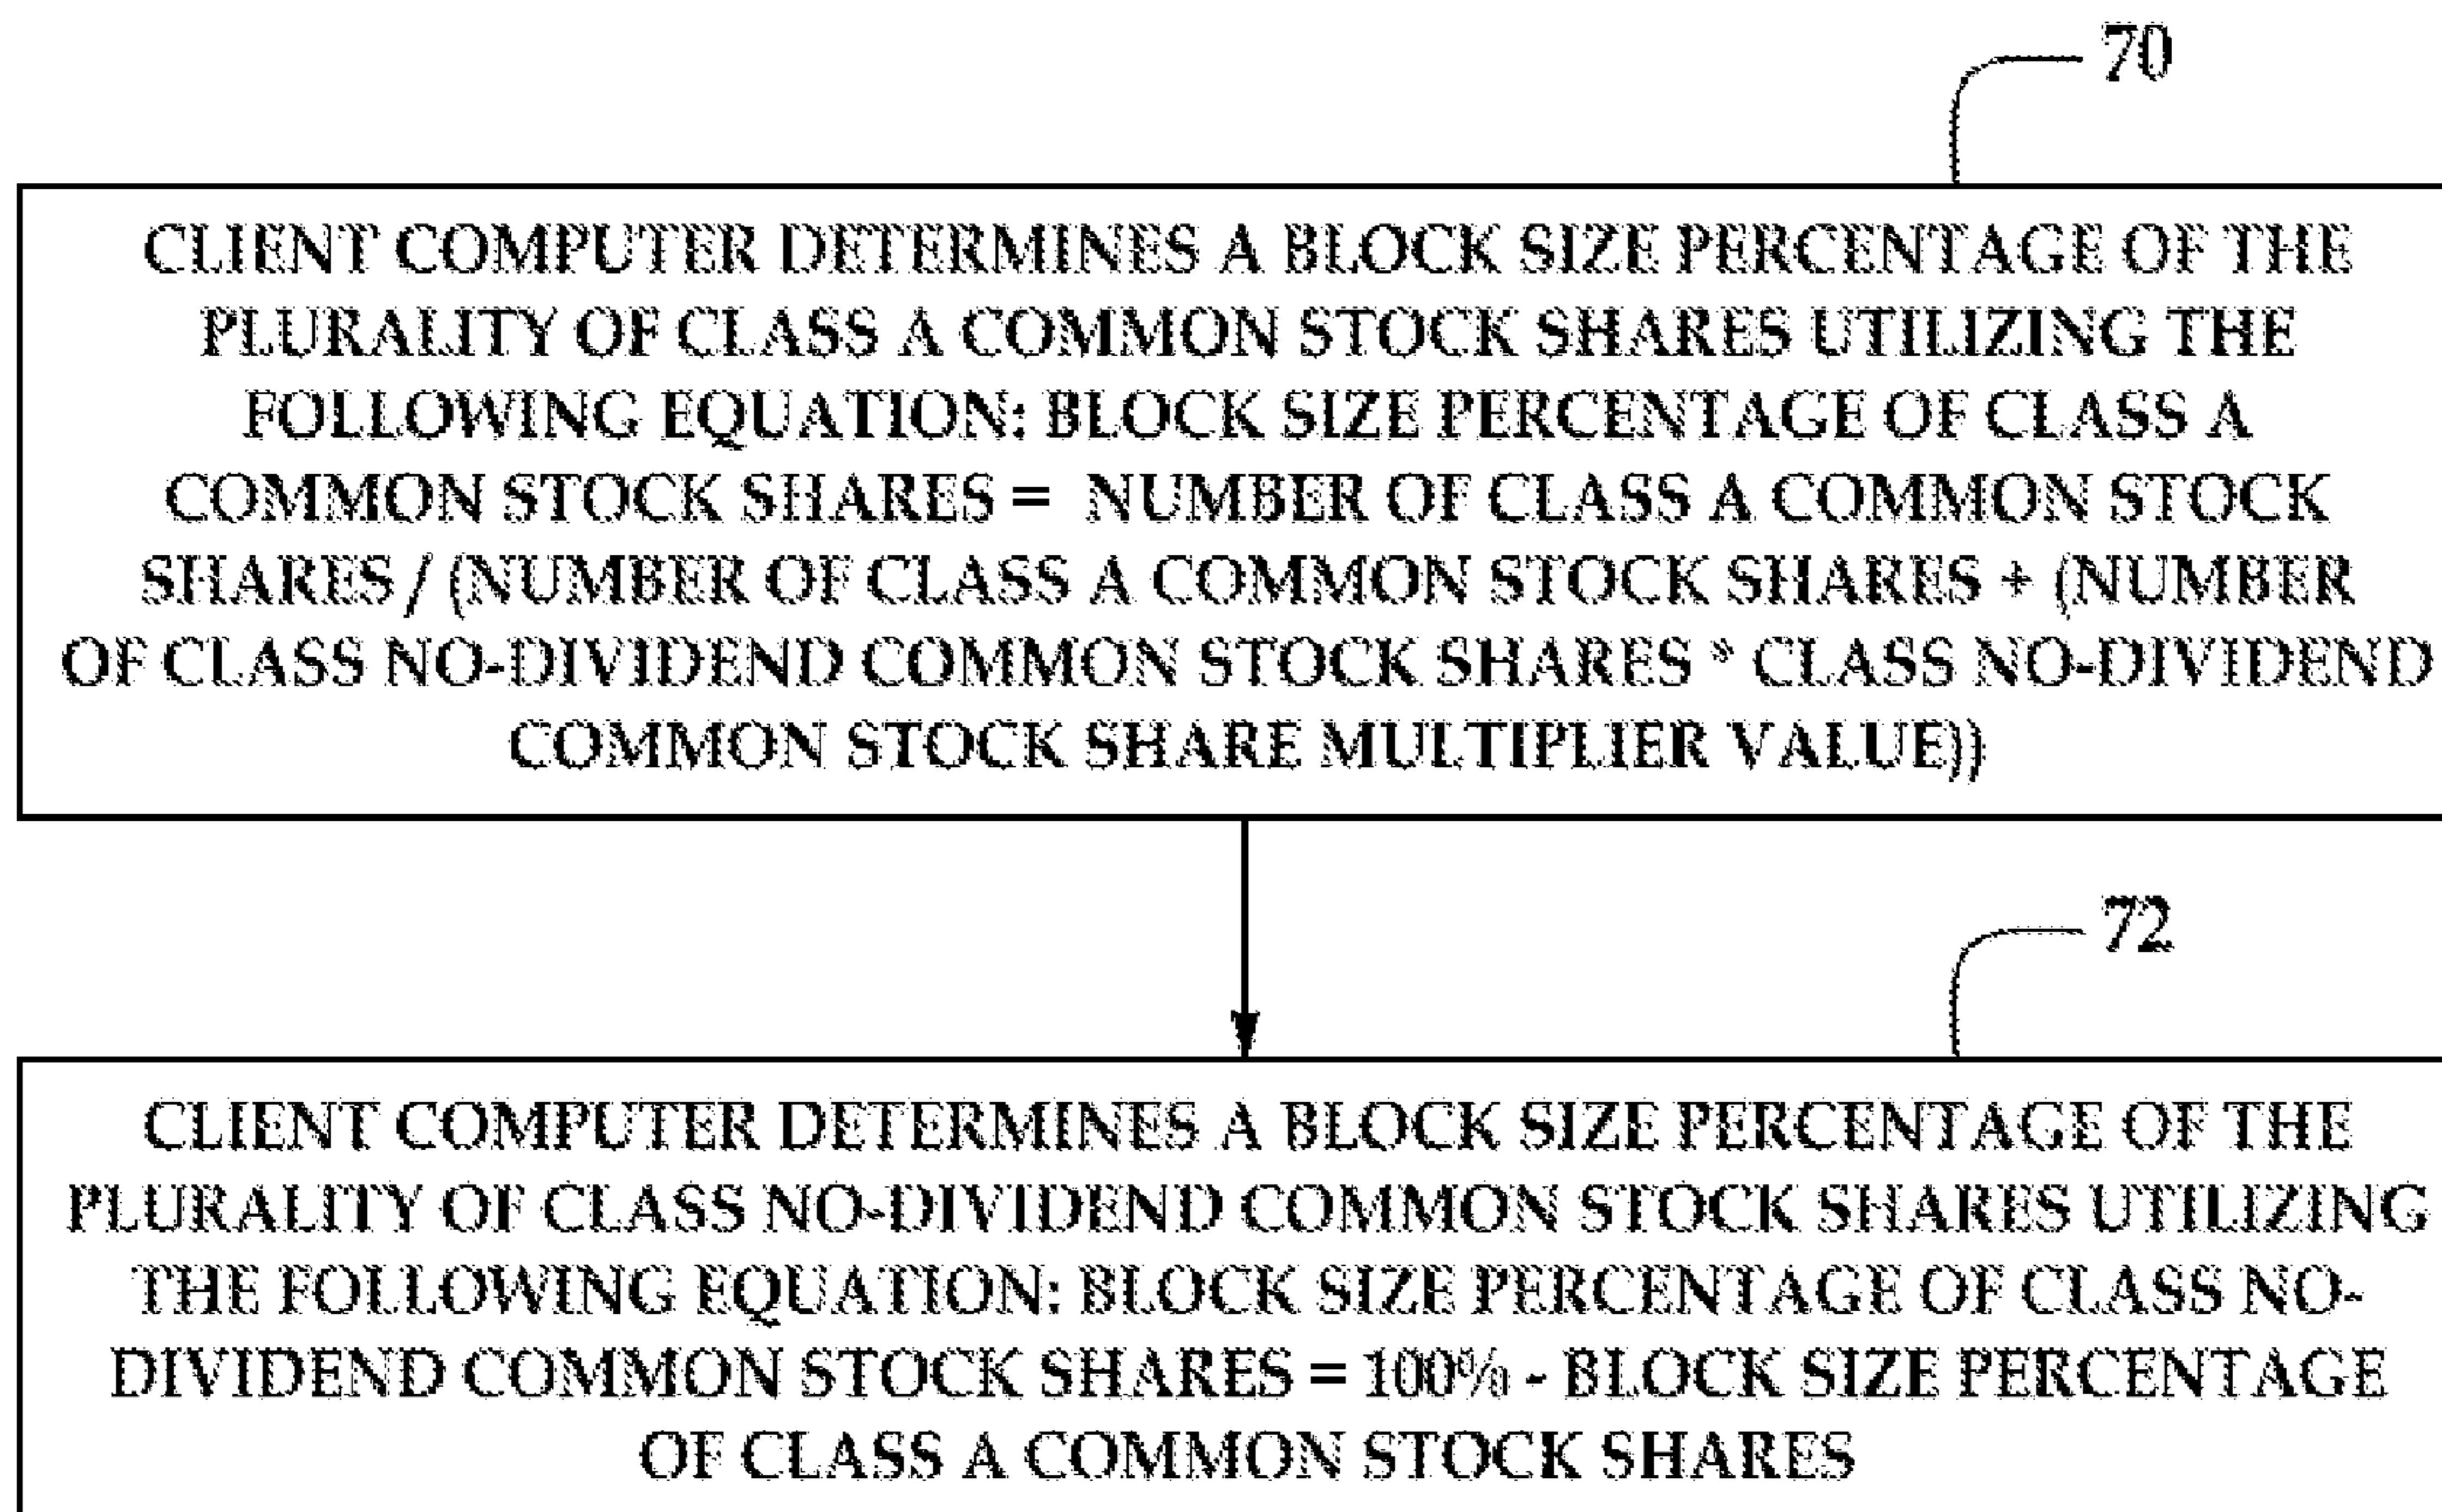 70
CLIENT COMPUTER DETERMINES A BLOCK SIZE PERCENTAGE OF THE
PLURALITY OF CLASS A COMMON STOCK SHARES UTILIZING THE
FOLLOWING EQUATION: BLOCK SIZE PERCENTAGE OF CLASS A
COMMON STOCK SHARES = NUMBER OF CLASS A COMMON STOCK
SHARES / (NUMBER OF CLASS A COMMON STOCK SHARES + (NUMBER
OF CLASS NO-DIVIDEND COMMON STOCK SHARES * CLASS NO-DIVIDEND
COMMON STOCK SHARE MULTIPLIER VALUE))
72
CLIENT COMPUTER DETERMINES A BLOCK SIZE PERCENTAGE OF THE
PLURALITY OF CLASS NO-DIVIDEND COMMON STOCK SHARES UTILIZING
THE FOLLOWING EQUATION: BLOCK SIZE PERCENTAGE OF CLASS NO-
DIVIDEND COMMON STOCK SHARES = 100% - BLOCK SIZE PERCENTAGE
OF CLASS A COMMON STOCK SHARES